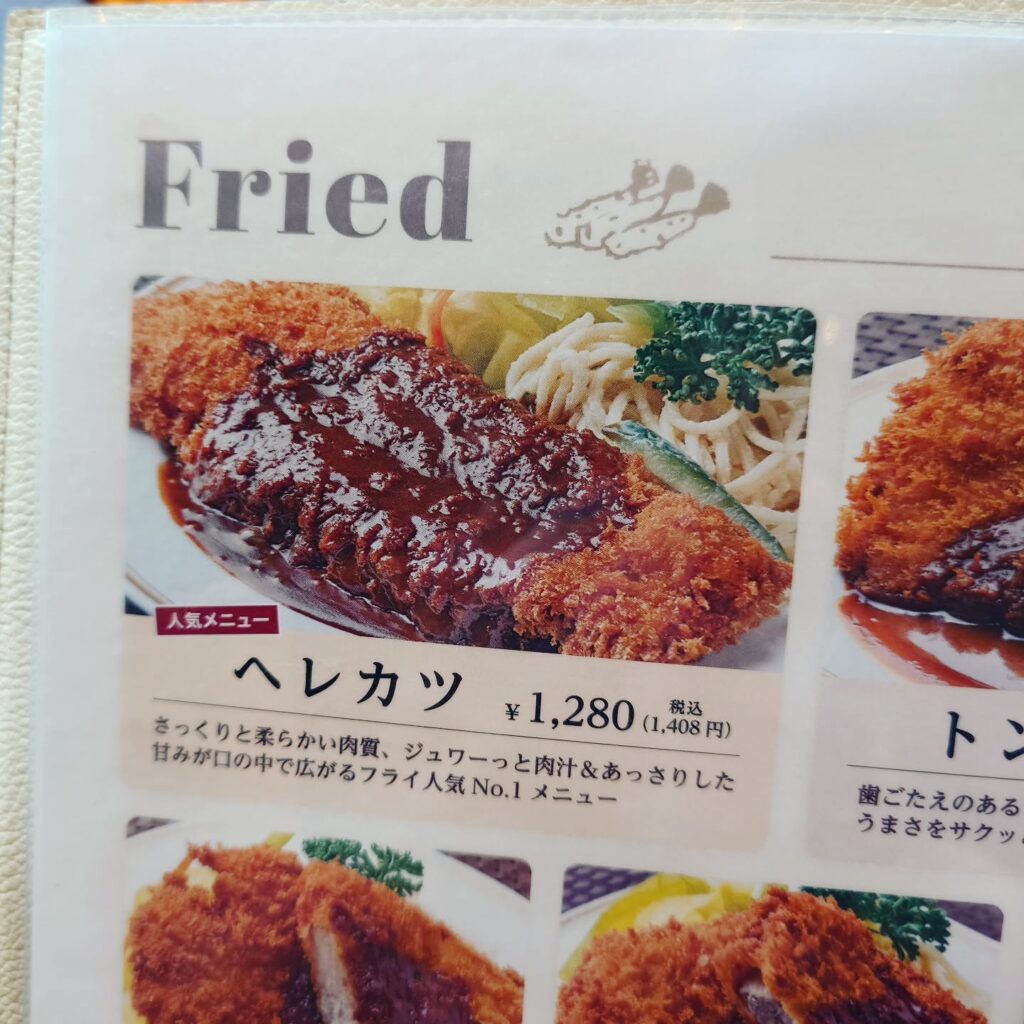 Fried
人気メニュー
ヘレカツ ¥1,280 税込 (1,408円)
さっくりと柔らかい肉質、ジュワーっと肉汁&あっさりした
甘みが口の中で広がるフライ人気No.1メニュー
トン
歯ごたえのある
うまさをサクッ